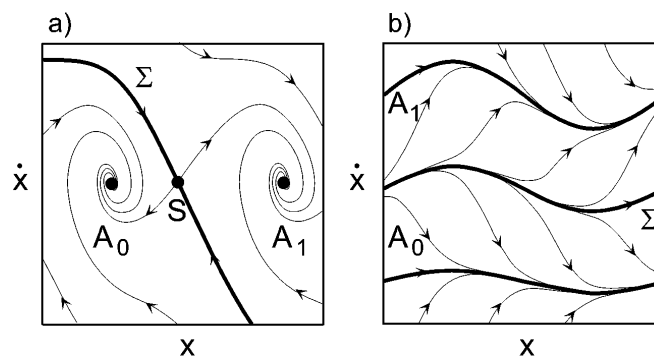 a)
b)
Σ
A₁
ẋ
S
A₀
A₁
x
ẋ
A₀
Σ
x